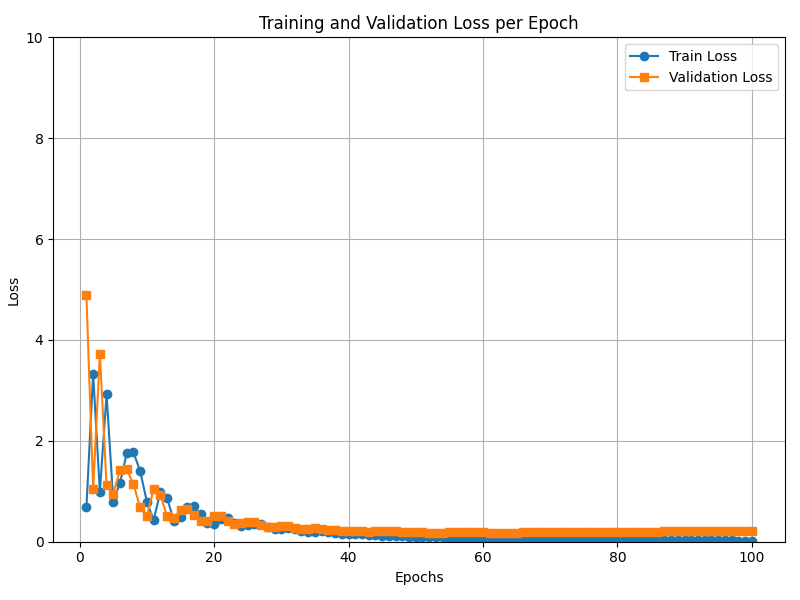 Training and Validation Loss per Epoch
10
8
6
4
2
0
Loss
Train Loss
Validation Loss
0 20 40 60 80 100
Epochs